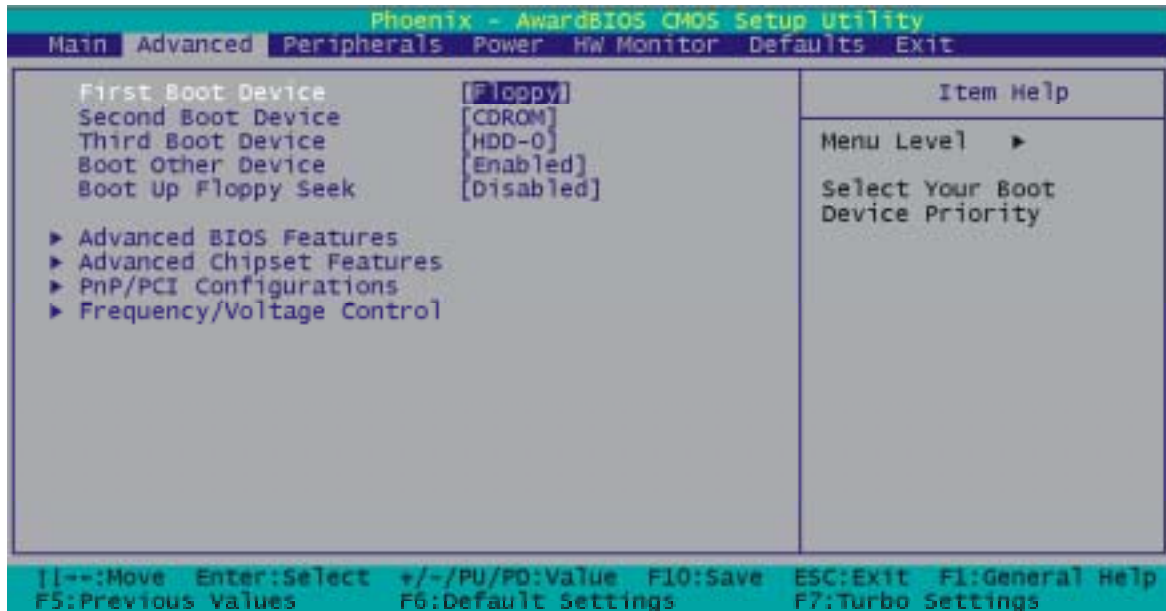 Phoenix - AwardBIOS CMOS Setup Utility
Main Advanced Peripherals Power HW Monitor Defaults Exit
First Boot Device [Floppy]
Second Boot Device [CDROM]
Third Boot Device [HDD-0]
Boot Other Device [Enabled]
Boot Up Floppy Seek [Disabled]
▶ Advanced BIOS Features
▶ Advanced Chipset Features
▶ PnP/PCI Configurations
▶ Frequency/Voltage Control
Item Help
Menu Level ▶
Select Your Boot
Device Priority
↑↓→←:Move Enter:Select +/-/PU/PD:Value F10:Save ESC:Exit F1:General Help
F5:Previous Values F6:Default Settings F7:Turbo Settings